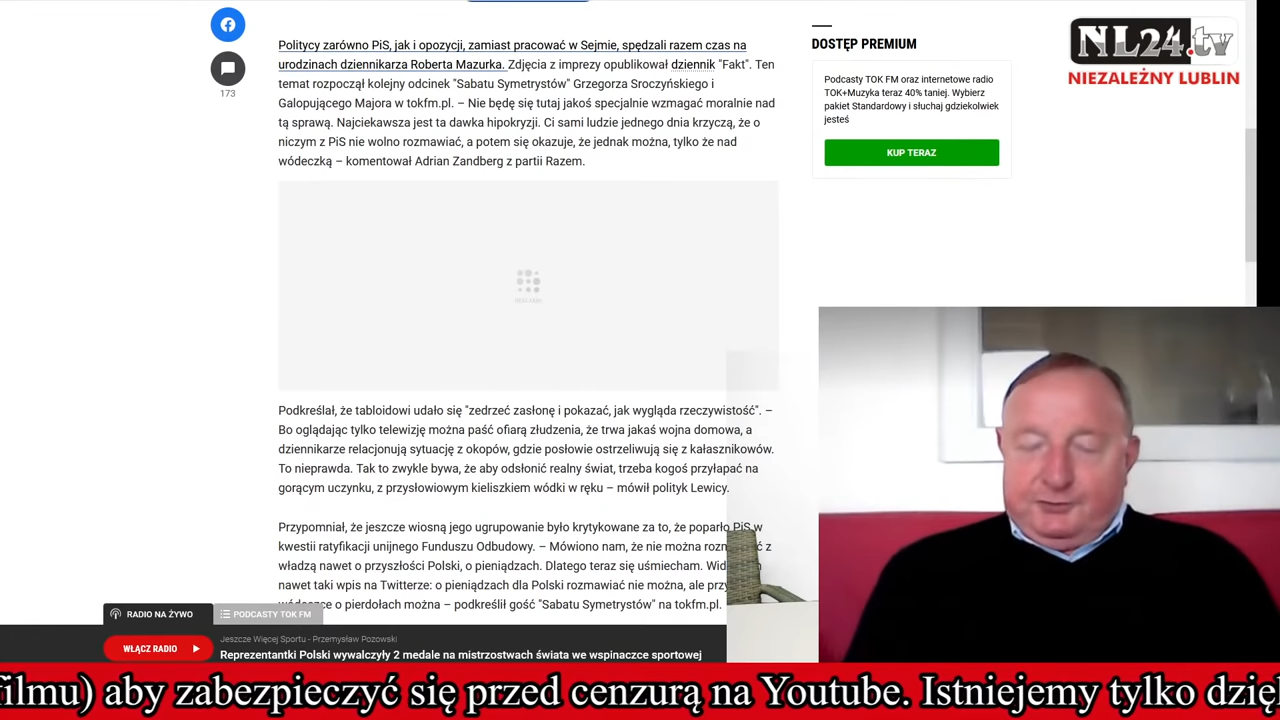 Politycy zarówno PiS, jak i opozycji, zamiast pracować w Sejmie, spędzali razem czas na
urodzinach dziennikarza Roberta Mazurka. Zdjęcia z imprezy opublikował dziennik "Fakt". Ten
temat rozpoczął kolejny odcinek "Sabatu Symetrystów" Grzegorza Sroczyńskiego i
Galopującego Majora w tokfm.pl. – Nie będę się tutaj jakoś specjalnie wzmagać moralnie nad
tą sprawą. Najciekawsza jest ta dawka hipokryzji. Ci sami ludzie jednego dnia krzyczą, że o
niczym z PiS nie wolno rozmawiać, a potem się okazuje, że jednak można, tylko że nad
wódeczką – komentował Adrian Zandberg z partii Razem.
173
DOSTĘP PREMIUM
Podcasty TOK FM oraz internetowe radio
TOK+Muzyka teraz 40% taniej. Wybierz
pakiet Standardowy i słuchaj gdziekolwiek
jesteś
KUP TERAZ
NL24.tv
NIEZALEŻNY LUBLIN
REKLAMA
Podkreślał, że tabloidowi udało się "zedrzeć zasłonę i pokazać, jak wygląda rzeczywistość". –
Bo oglądając tylko telewizję można paść ofiarą złudzenia, że trwa jakaś wojna domowa, a
dziennikarze relacjonują sytuację z okopów, gdzie posłowie ostrzeliwują się z kałasznikowów.
To nieprawda. Tak to zwykle bywa, że aby odsłonić realny świat, trzeba kogoś przyłapać na
gorącym uczynku, z przysłowiowym kieliszkiem wódki w ręku – mówił polityk Lewicy.
Przypomniał, że jeszcze wiosną jego ugrupowanie było krytykowane za to, że poparło PiS w
kwestii ratyfikacji unijnego Funduszu Odbudowy. – Mówiono nam, że nie można z
władzą nawet o przyszłości Polski, o pieniądzach. Dlatego teraz się uśmiecham.
nawet taki wpis na Twitterze: o pieniądzach dla Polski rozmawiać nie można, ale przy
wódeczce o pierdołach można – podkreślił gość "Sabatu Symetrystów" na tokfm.pl.
RADIO NA ŻYWO
PODCASTY TOK FM
WŁĄCZ RADIO
Jeszcze Więcej Sportu - Przemysław Pozowski
Reprezentantki Polski wywalczyły 2 medale na mistrzostwach świata we wspinaczce sportowej
filmu) aby zabezpieczyć się przed cenzurą na Youtube. Istniejemy tylko